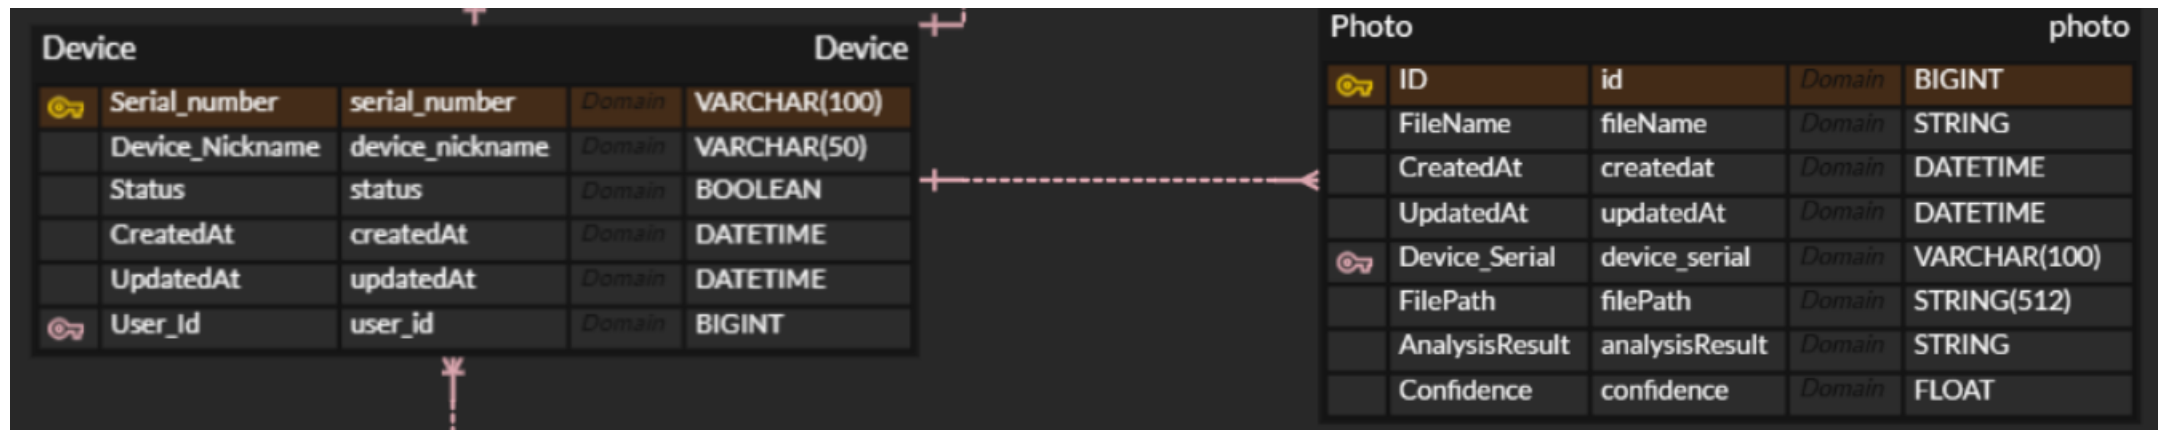 Device Device
Serial_number serial_number Domain VARCHAR(100)
Device_Nickname device_nickname Domain VARCHAR(50)
Status status Domain BOOLEAN
CreatedAt createdAt Domain DATETIME
UpdatedAt updatedAt Domain DATETIME
User_Id user_id Domain BIGINT
Photo photo
ID id Domain BIGINT
FileName fileName Domain STRING
CreatedAt createdat Domain DATETIME
UpdatedAt updatedAt Domain DATETIME
Device_Serial device_serial Domain VARCHAR(100)
FilePath filePath Domain STRING(512)
AnalysisResult analysisResult Domain STRING
Confidence confidence Domain FLOAT